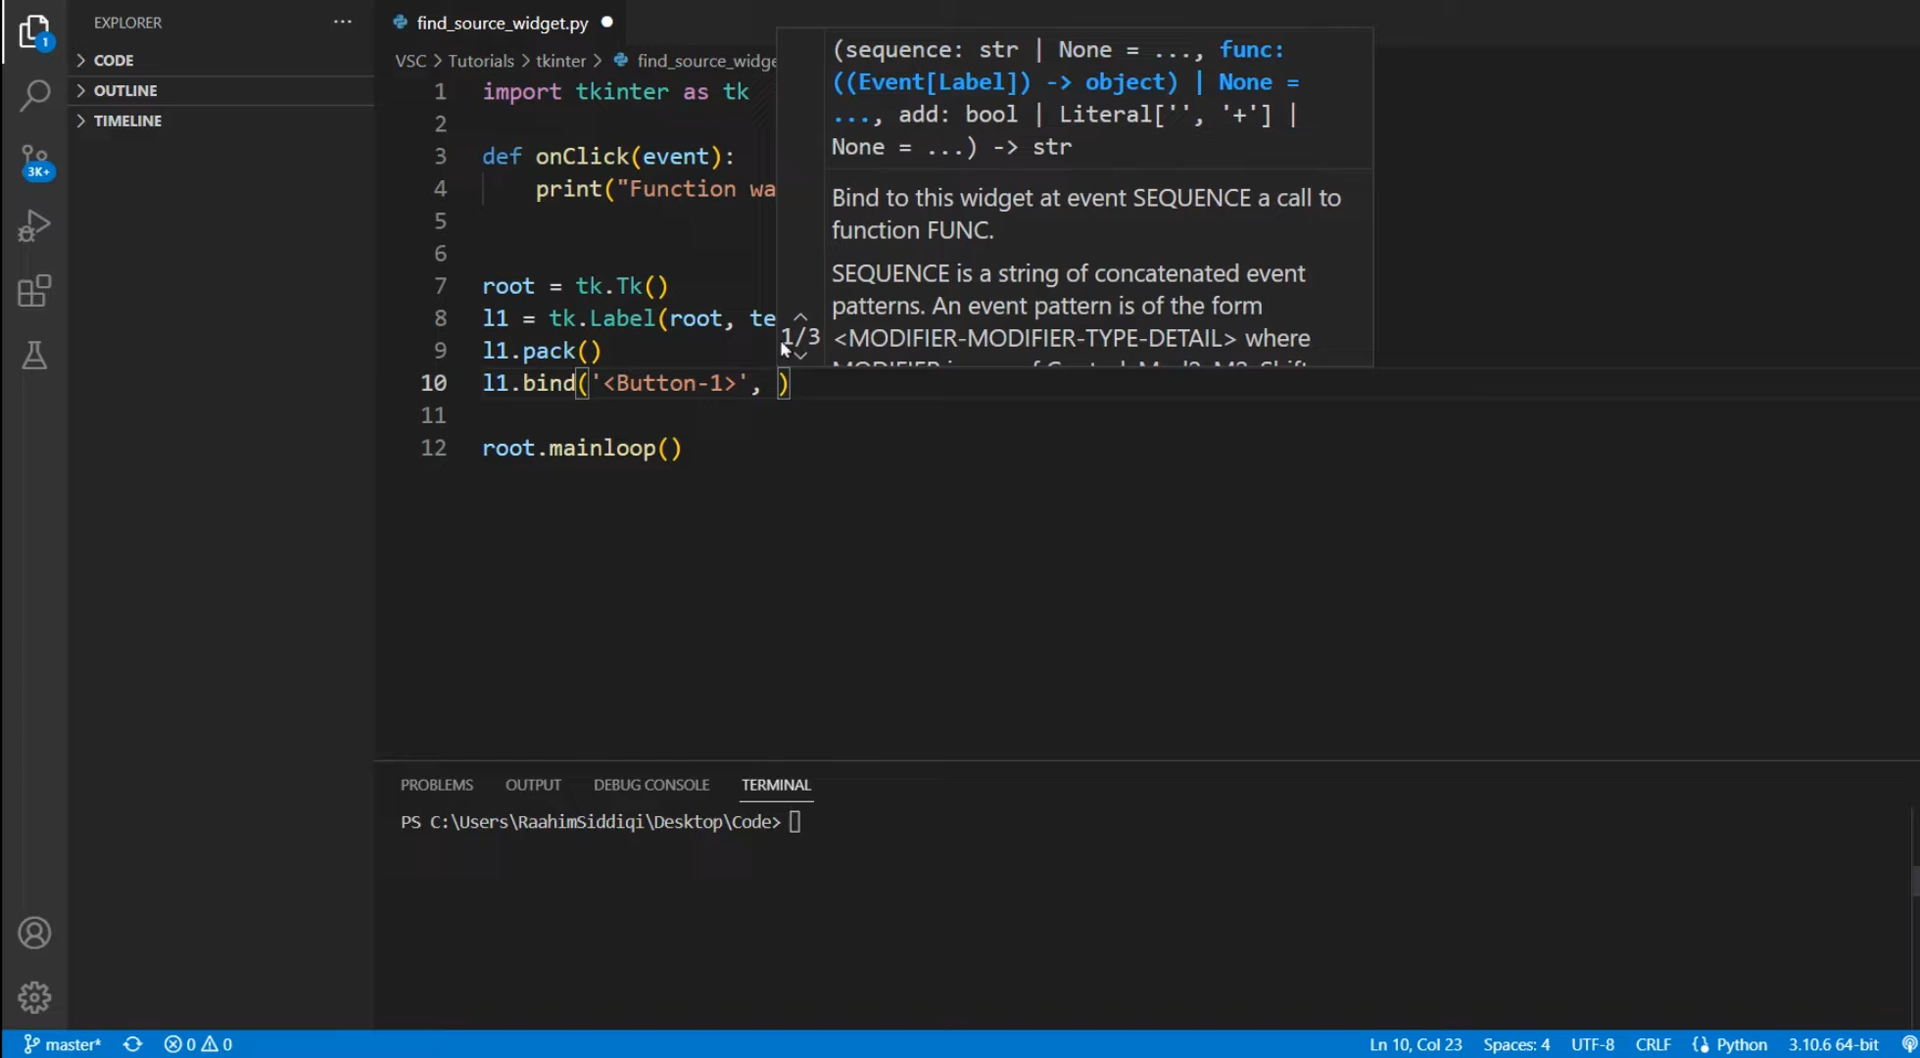 EXPLORER
1
CODE
OUTLINE
TIMELINE
3K+
find_source_widget.py
VSC > Tutorials > tkinter > find_source_widge
1 import tkinter as tk
2
3 def onClick(event):
4 print("Function wa
5
6
7 root = tk.Tk()
8 l1 = tk.Label(root, te
9 l1.pack()
10 l1.bind('<Button-1>', )
11
12 root.mainloop()
1/3
(sequence: str | None = ..., func:
((Event[Label]) -> object) | None =
..., add: bool | Literal['', '+'] |
None = ...) -> str
Bind to this widget at event SEQUENCE a call to
function FUNC.
SEQUENCE is a string of concatenated event
patterns. An event pattern is of the form
<MODIFIER-MODIFIER-TYPE-DETAIL> where
PROBLEMS OUTPUT DEBUG CONSOLE TERMINAL
PS C:\Users\RaahimSiddiqi\Desktop\Code>
master* 0 0 Ln 10, Col 23 Spaces: 4 UTF-8 CRLF Python 3.10.6 64-bit